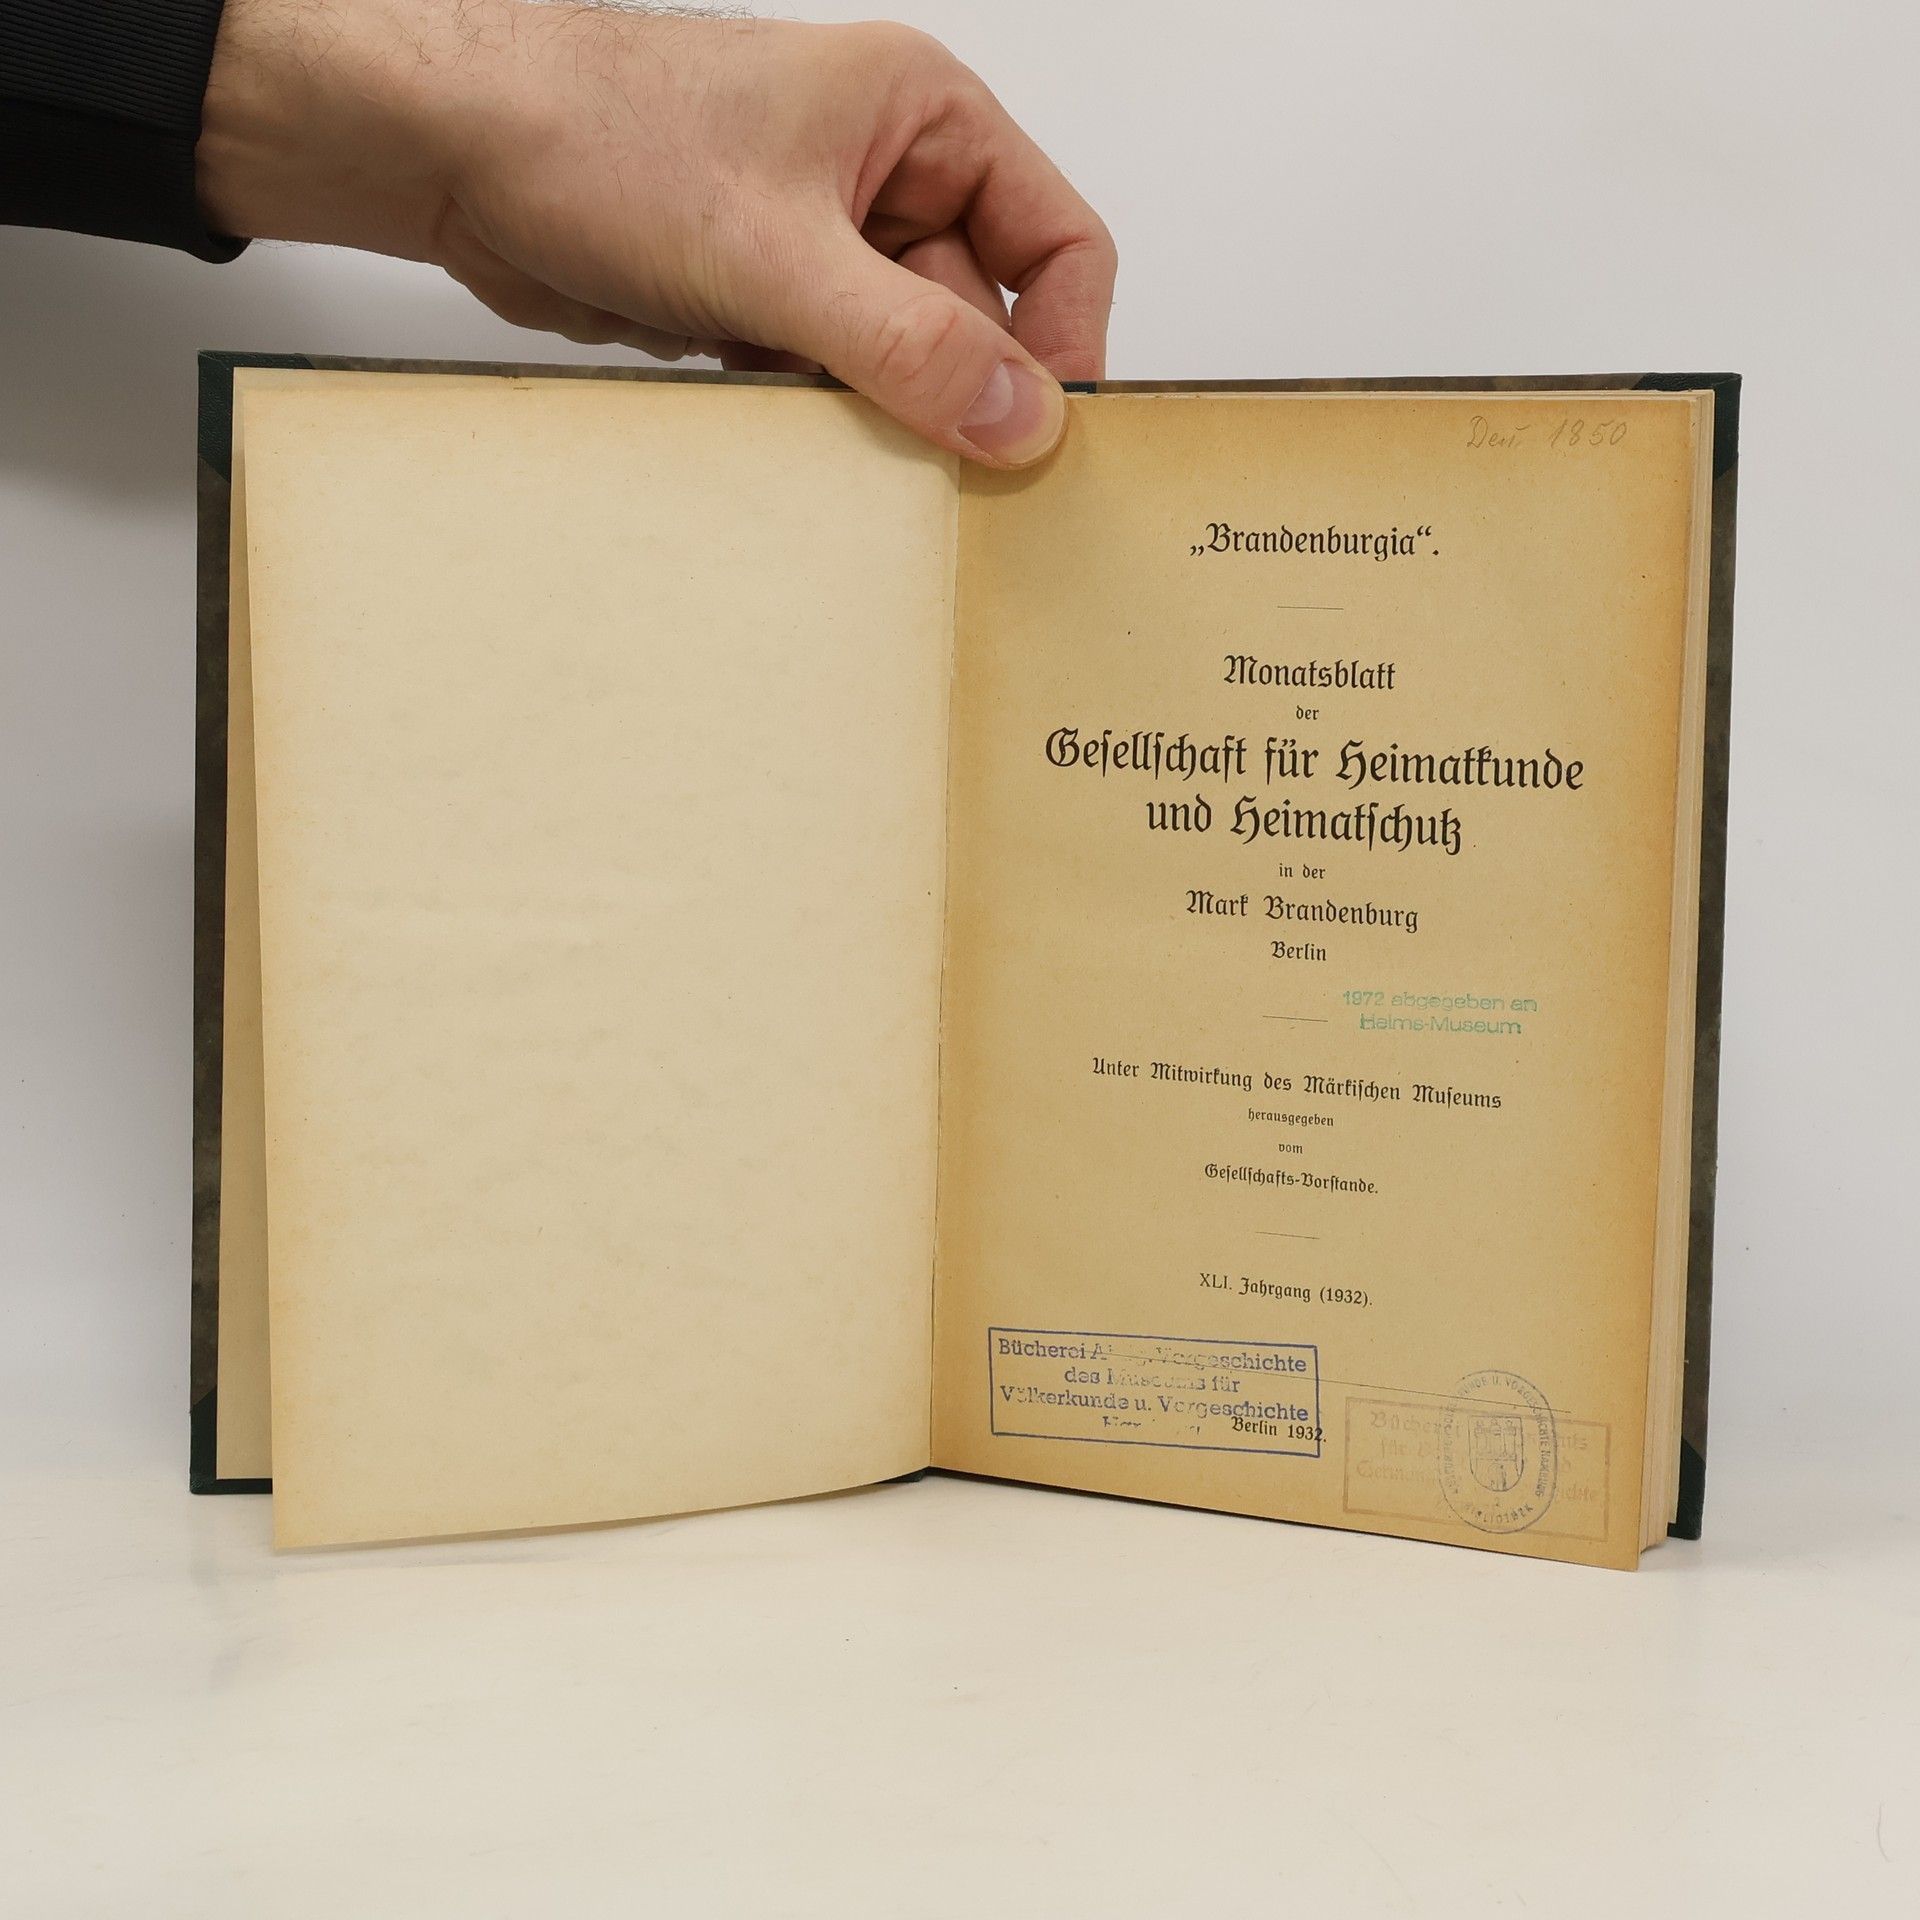 1850
„Brandenburgia“.
Monatsblatt
der
Geſellſchaft für Heimatkunde
und Heimatſchutz
in der
Mark Brandenburg
Berlin
1972 abgegeben an
Helms-Museum
Unter Mitwirkung des Märkiſchen Muſeums
herausgegeben
vom
Geſellſchafts-Vorſtande.
XLI. Jahrgang (1932).
Bücherei Vorgeschichte
des Museums für
Völkerkunde u. Vorgeschichte
Berlin 1932.